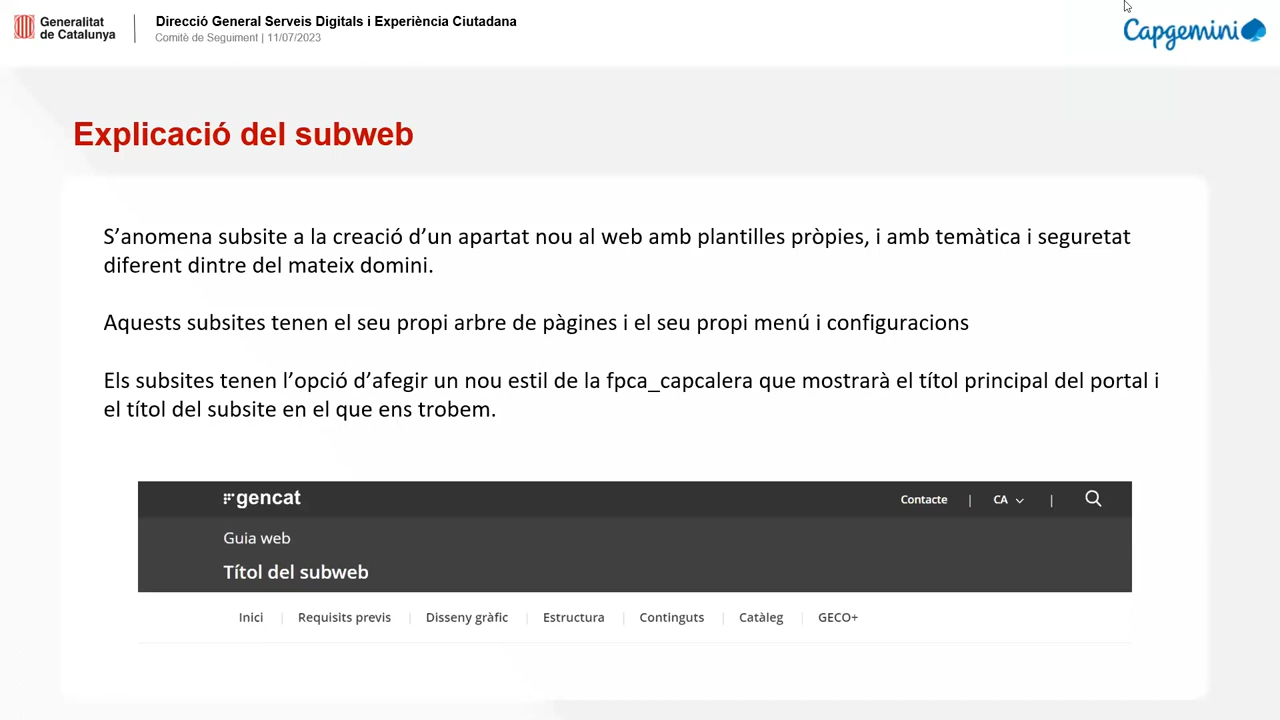 Generalitat
de Catalunya
Direcció General Serveis Digitals i Experiència Ciutadana
Comitè de Seguiment | 11/07/2023
Capgemini
Explicació del subweb
S'anomena subsite a la creació d'un apartat nou al web amb plantilles pròpies, i amb temàtica i seguretat
diferent dintre del mateix domini.
Aquests subsites tenen el seu propi arbre de pàgines i el seu propi menú i configuracions
Els subsites tenen l'opció d'afegir un nou estil de la fpca_capcalera que mostrarà el títol principal del portal i
el títol del subsite en el que ens trobem.
gencat
Contacte | CA |
Guia web
Títol del subweb
Inici | Requisits previs | Disseny gràfic | Estructura | Continguts | Catàleg | GECO+